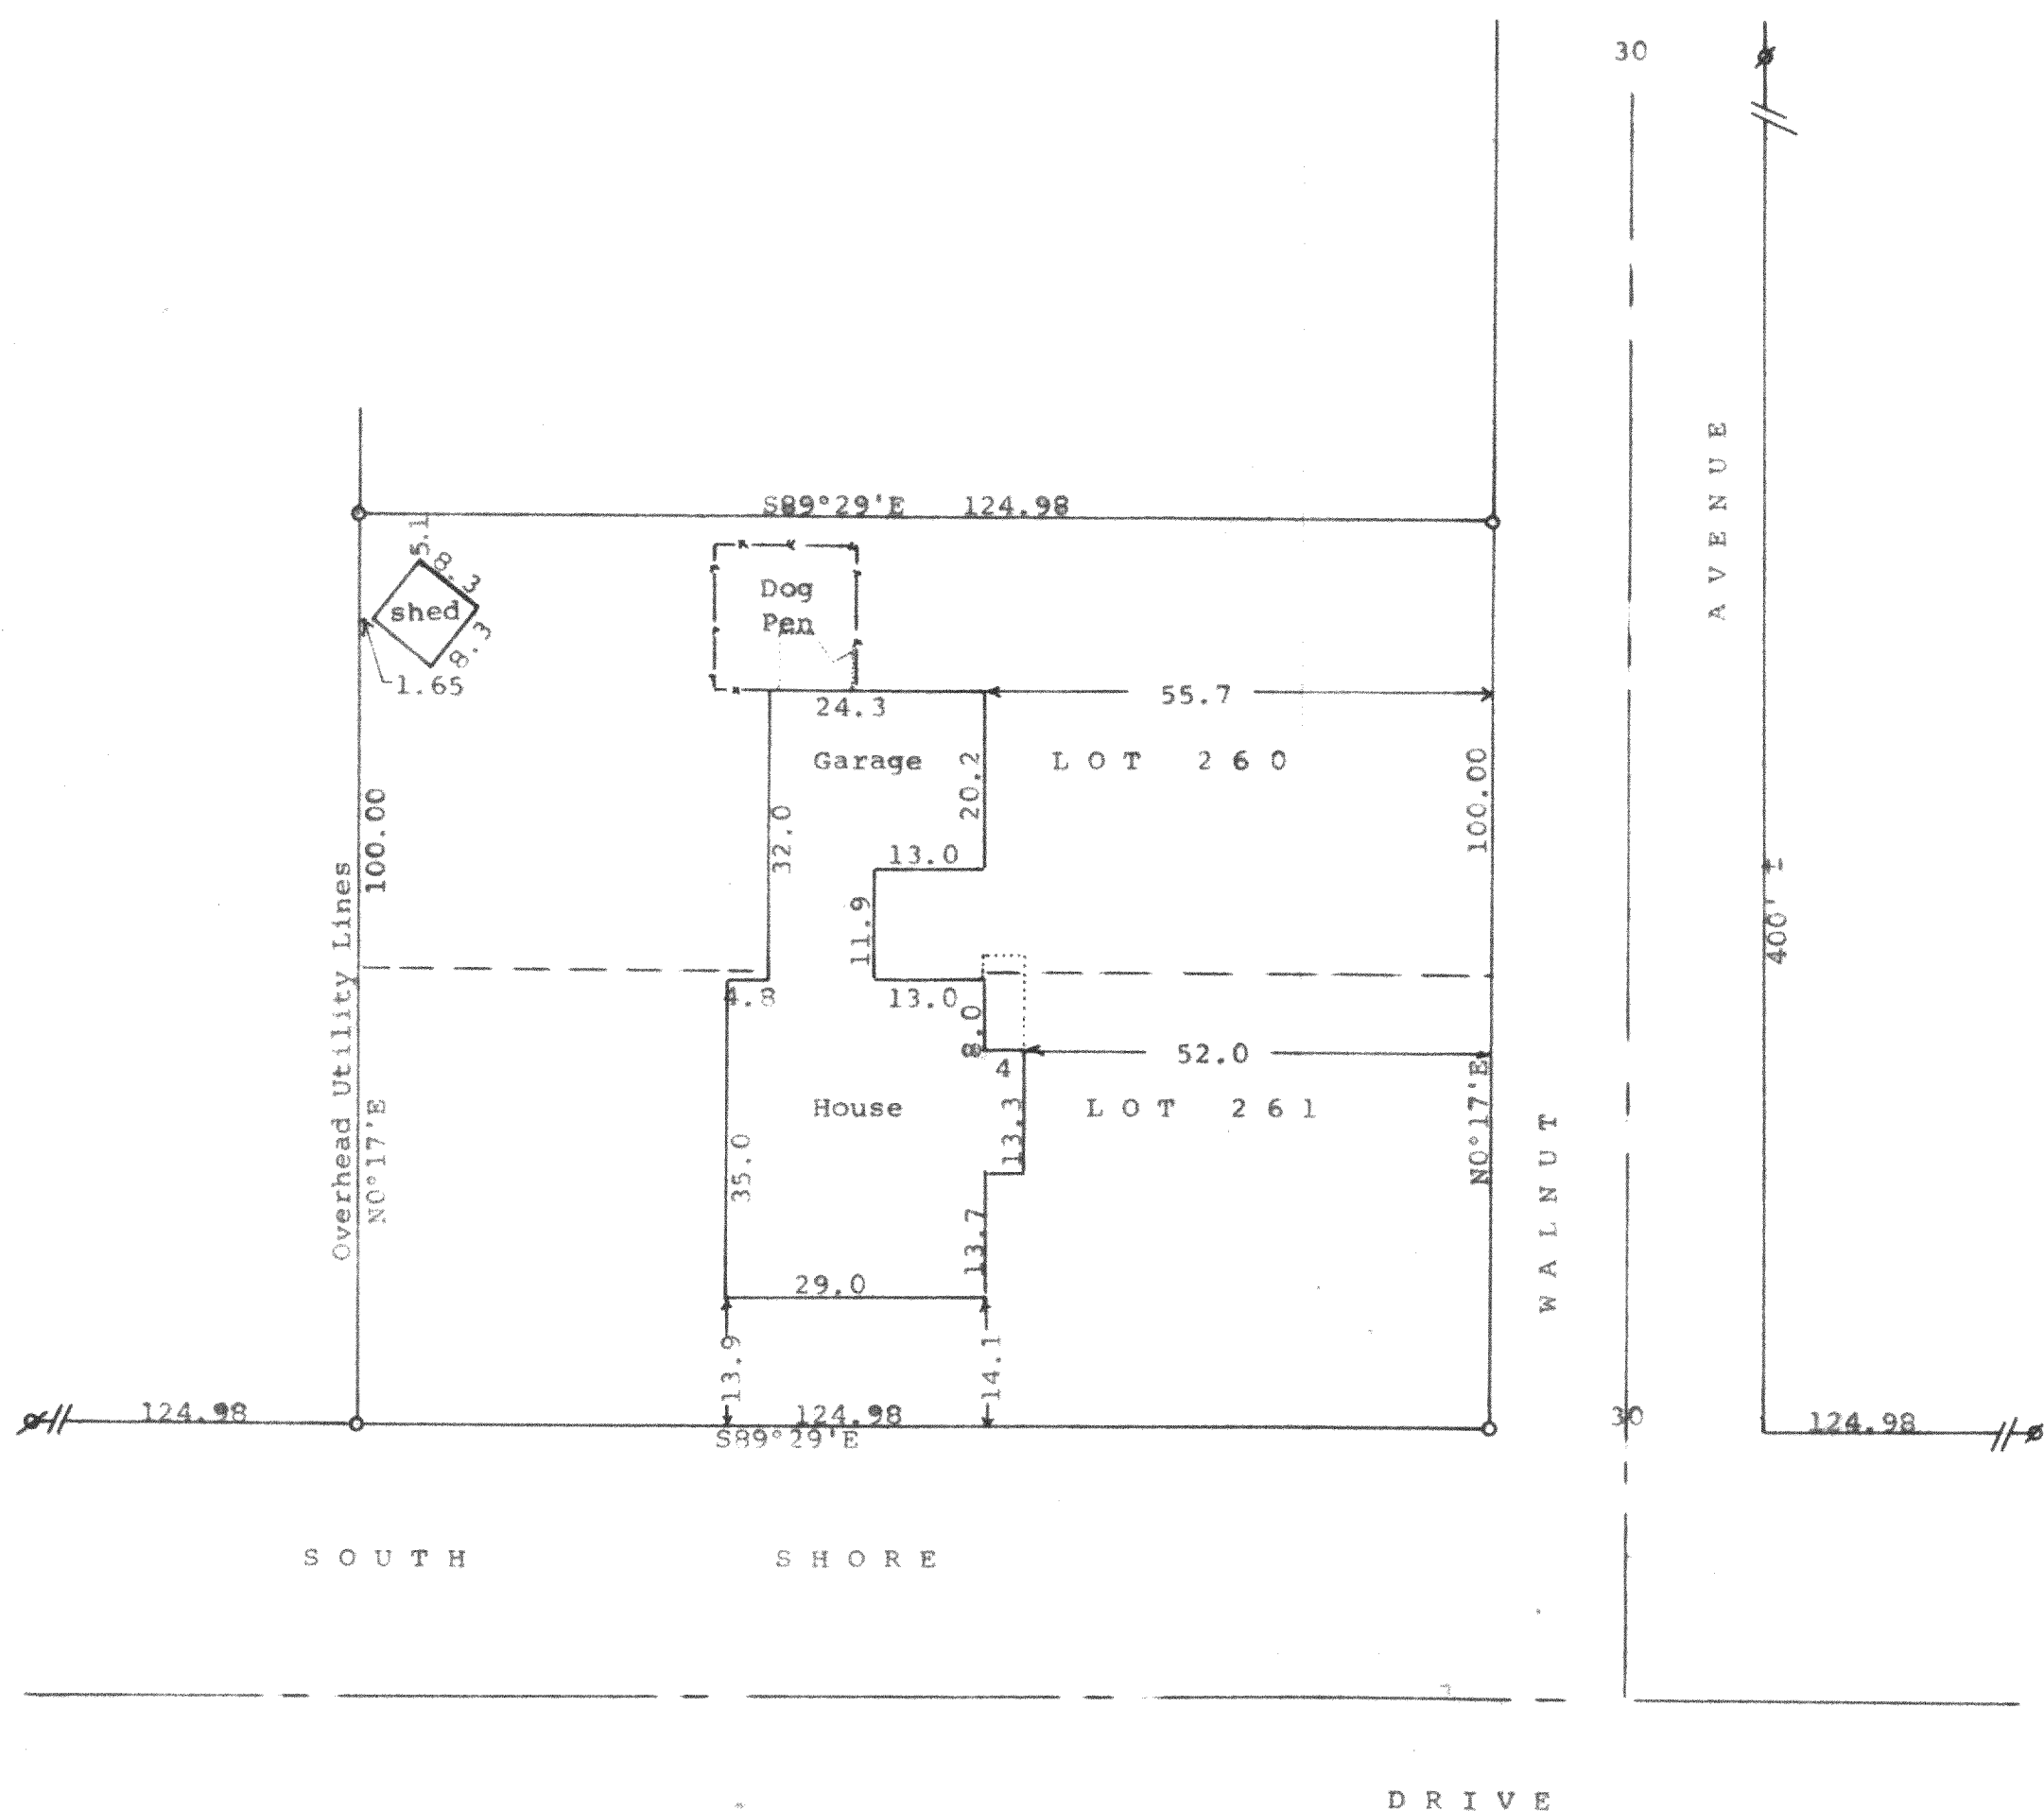 30
AVENUE
S89°29'E 124.98
5.1
8.3
shed
8.3
1.65
Dog
Pen
24.3
55.7
Garage
LOT 260
20.2
32.0
100.00
100.00
13.0
400' ±
11.9
Overhead Utility Lines
4.8
13.0
8.0
52.0
4
House
LOT 261
13.3
N0°17'E
N0°17'E
35.0
WALNUT
13.7
29.0
13.9
14.1
124.98
124.98
30
124.98
S89°29'E
SOUTH SHORE
DRIVE